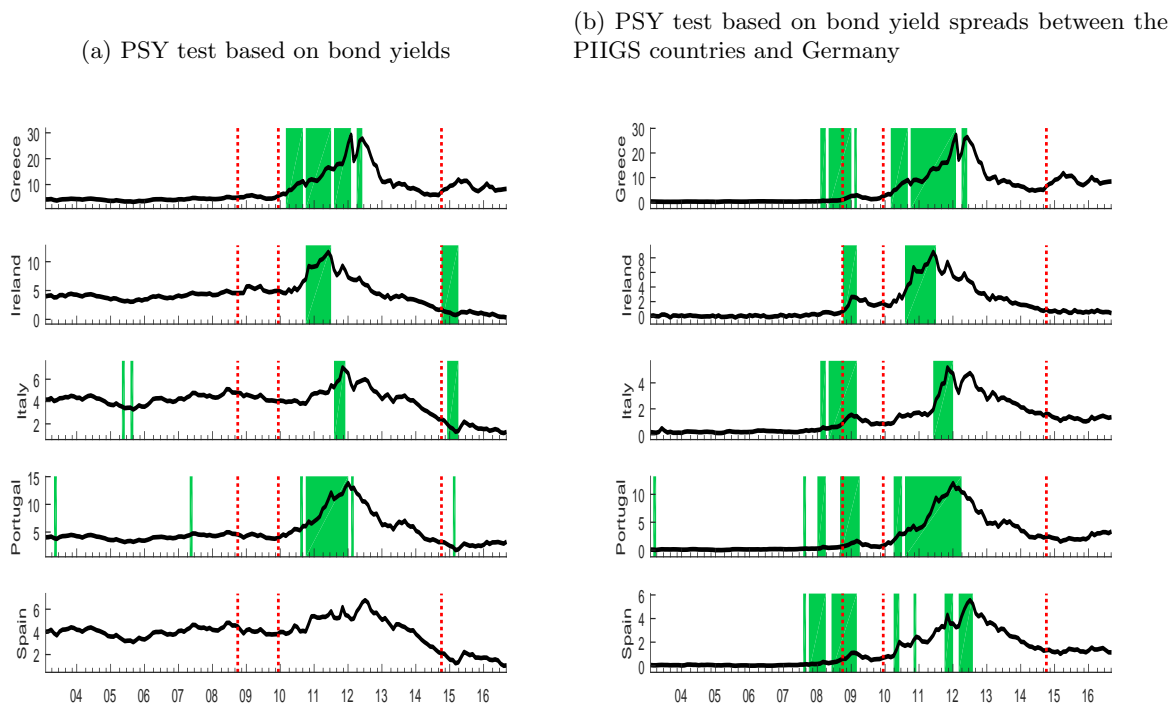 (a) PSY test based on bond yields
(b) PSY test based on bond yield spreads between the
PIIGS countries and Germany
Greece
30
20
10
Ireland
10
5
0
Italy
6
4
2
Portugal
15
10
5
Spain
6
4
2
04 05 06 07 08 09 10 11 12 13 14 15 16
Greece
30
20
10
0
Ireland
8
6
4
2
0
Italy
4
2
0
Portugal
10
5
0
Spain
6
4
2
0
04 05 06 07 08 09 10 11 12 13 14 15 16